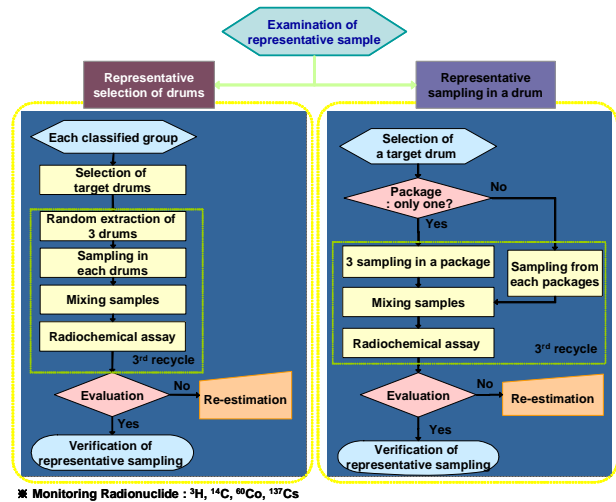 Examination of
representative sample
Representative
selection of drums
Representative
sampling in a drum
Each classified group
Selection of
target drums
Random extraction of
3 drums
Sampling in
each drums
Mixing samples
Radiochemical assay
3rd recycle
Evaluation
No
Re-estimation
Yes
Verification of
representative sampling
Selection of
a target drum
Package
: only one?
No
Yes
3 sampling in a package
Sampling from
each packages
Mixing samples
Radiochemical assay
3rd recycle
Evaluation
No
Re-estimation
Yes
Verification of
representative sampling
※ Monitoring Radionuclide : ³H, ¹⁴C, ⁶⁰Co, ¹³⁷Cs